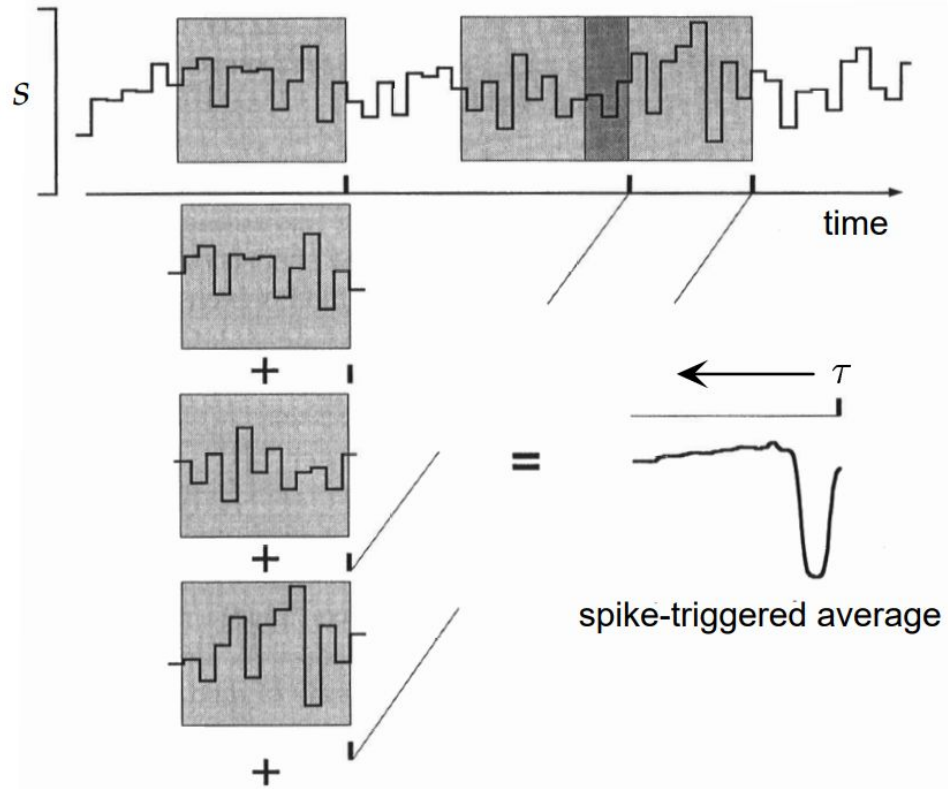 s
time
+
τ
=
+
spike-triggered average
+